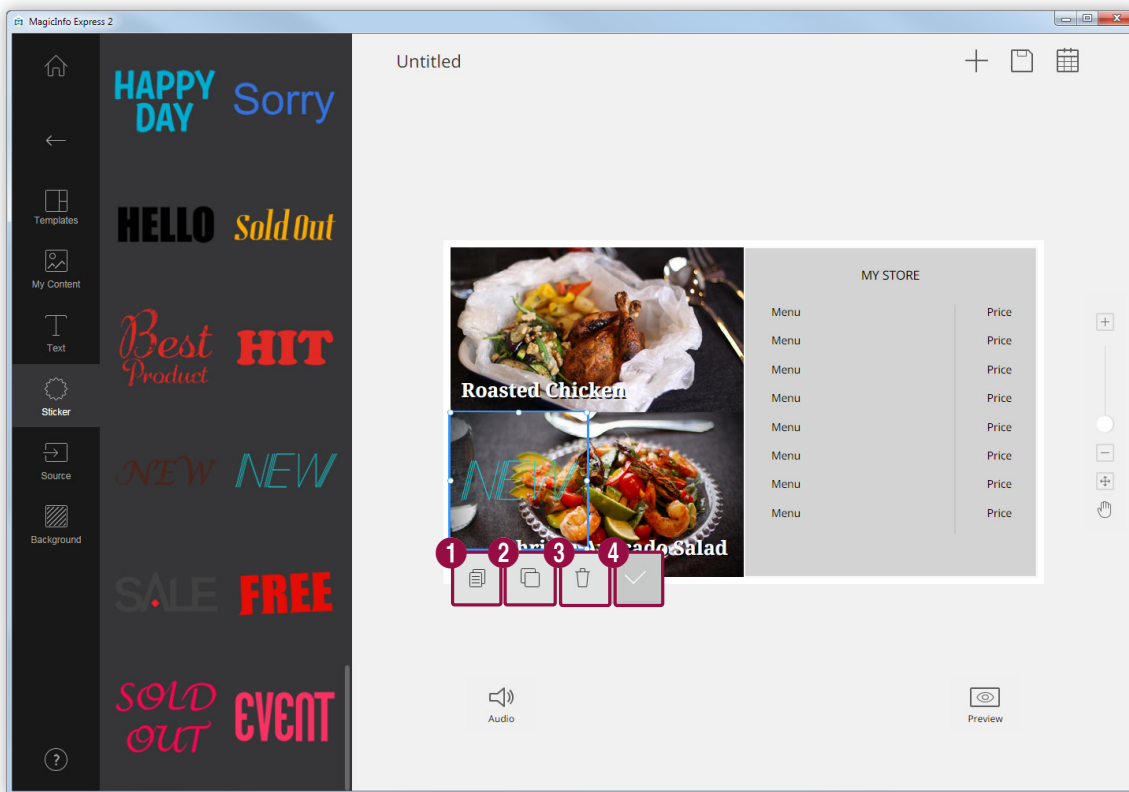 MagicInfo Express 2
Templates
My Content
Text
Sticker
Source
Background
?
HAPPY
DAY
Sorry
HELLO
Sold Out
Best
Product
HIT
NEW
NEW
SALE
FREE
SOLD
OUT
EVENT
Untitled
Roasted Chicken
NEW
Avocado Salad
MY STORE
Menu Price
Menu Price
Menu Price
Menu Price
Menu Price
Menu Price
Menu Price
Menu Price
1 2 3 4
Audio
Preview